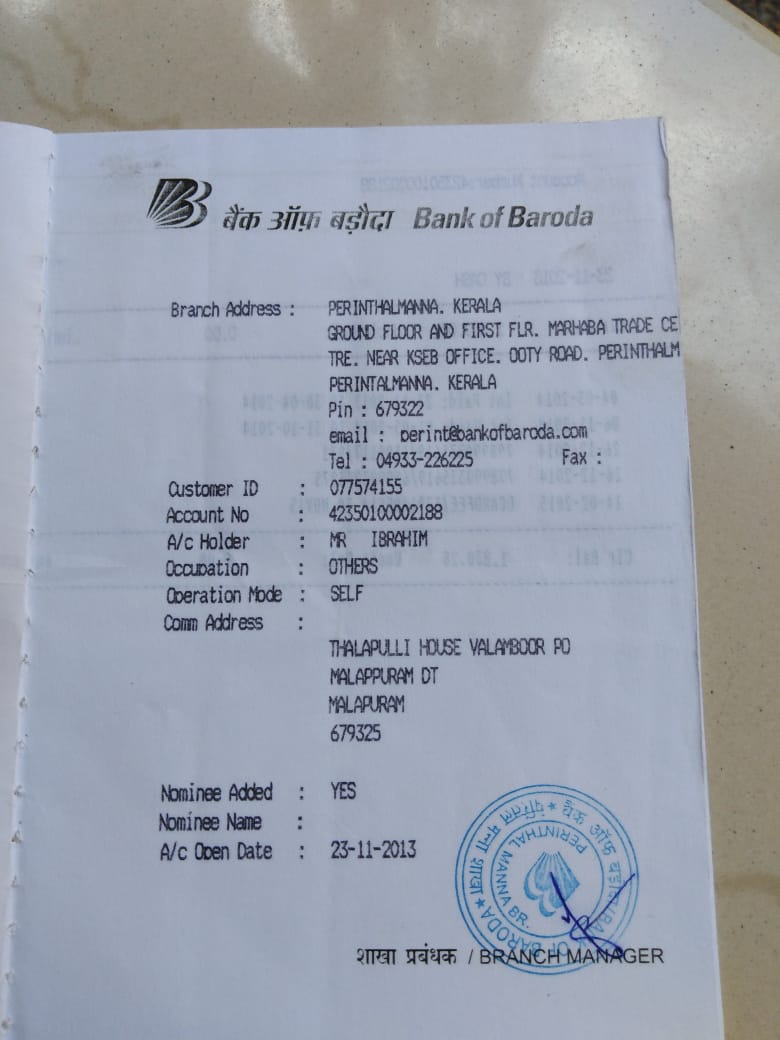 बैंक ऑफ़ बड़ौदा Bank of Baroda
Branch Address : PERINTHALMANNA. KERALA
GROUND FLOOR AND FIRST FLR. MARHABA TRADE CE
TRE. NEAR KSEB OFFICE. OOTY ROAD. PERINTHALM
PERINTALMANNA. KERALA
Pin : 679322
email : perint@bankofbaroda.com
Tel : 04933-226225 Fax :
Customer ID : 077574155
Account No : 42350100002188
A/c Holder : MR IBRAHIM
Occupation : OTHERS
Operation Mode : SELF
Comm Address :
THALAPULLI HOUSE VALAMBOOR PO
MALAPPURAM DT
MALAPURAM
679325
Nominee Added : YES
Nominee Name :
A/c Open Date : 23-11-2013
PERINTHAL MANNA BR.
OF BARODA
शाखा प्रबंधक / BRANCH MANAGER